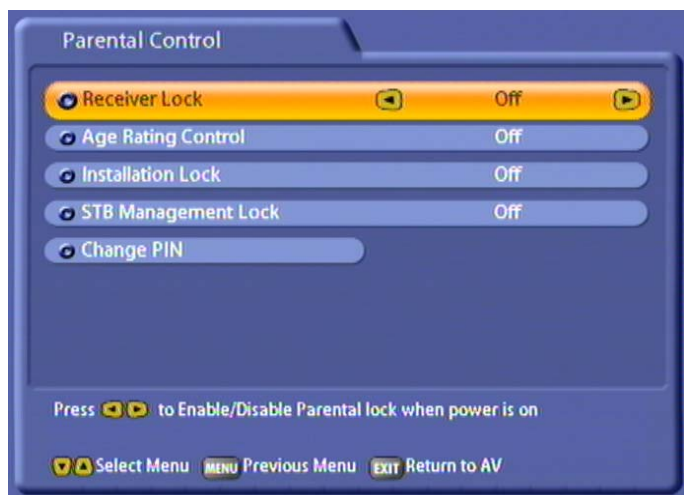 Parental Control
Receiver Lock Off
Age Rating Control Off
Installation Lock Off
STB Management Lock Off
Change PIN
Press to Enable/Disable Parental lock when power is on
Select Menu MENU Previous Menu EXIT Return to AV